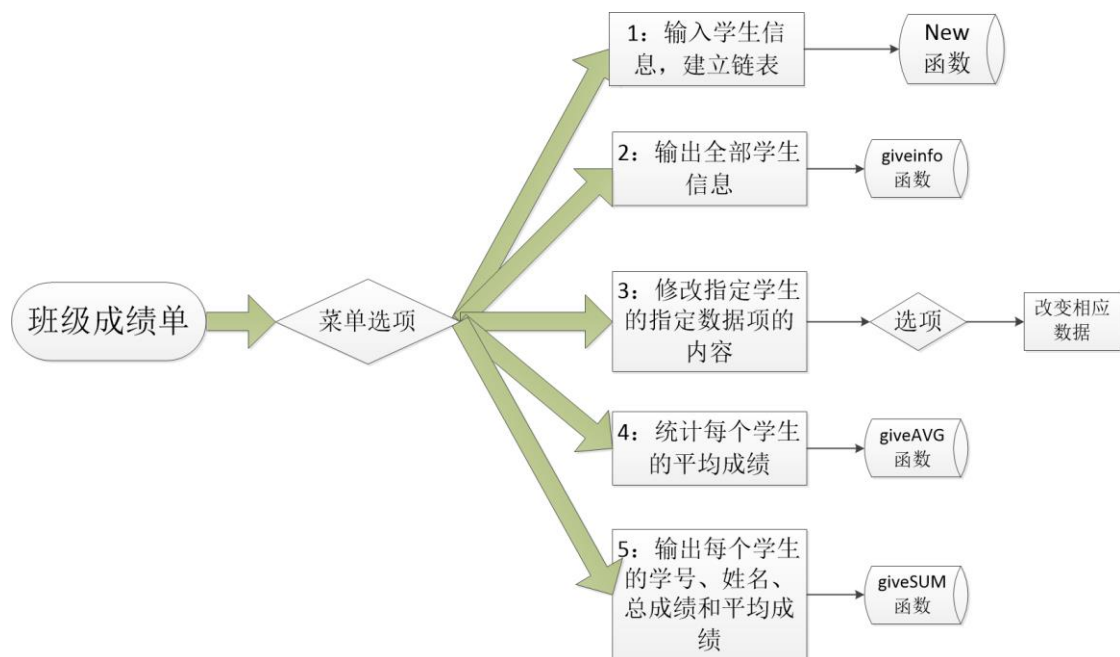 班级成绩单
菜单选项
1：输入学生信
息，建立链表
New
函数
2：输出全部学生
信息
giveinfo
函数
3：修改指定学生
的指定数据项的
内容
选项
改变相应
数据
4：统计每个学生
的平均成绩
giveAVG
函数
5：输出每个学生
的学号、姓名、
总成绩和平均成
绩
giveSUM
函数